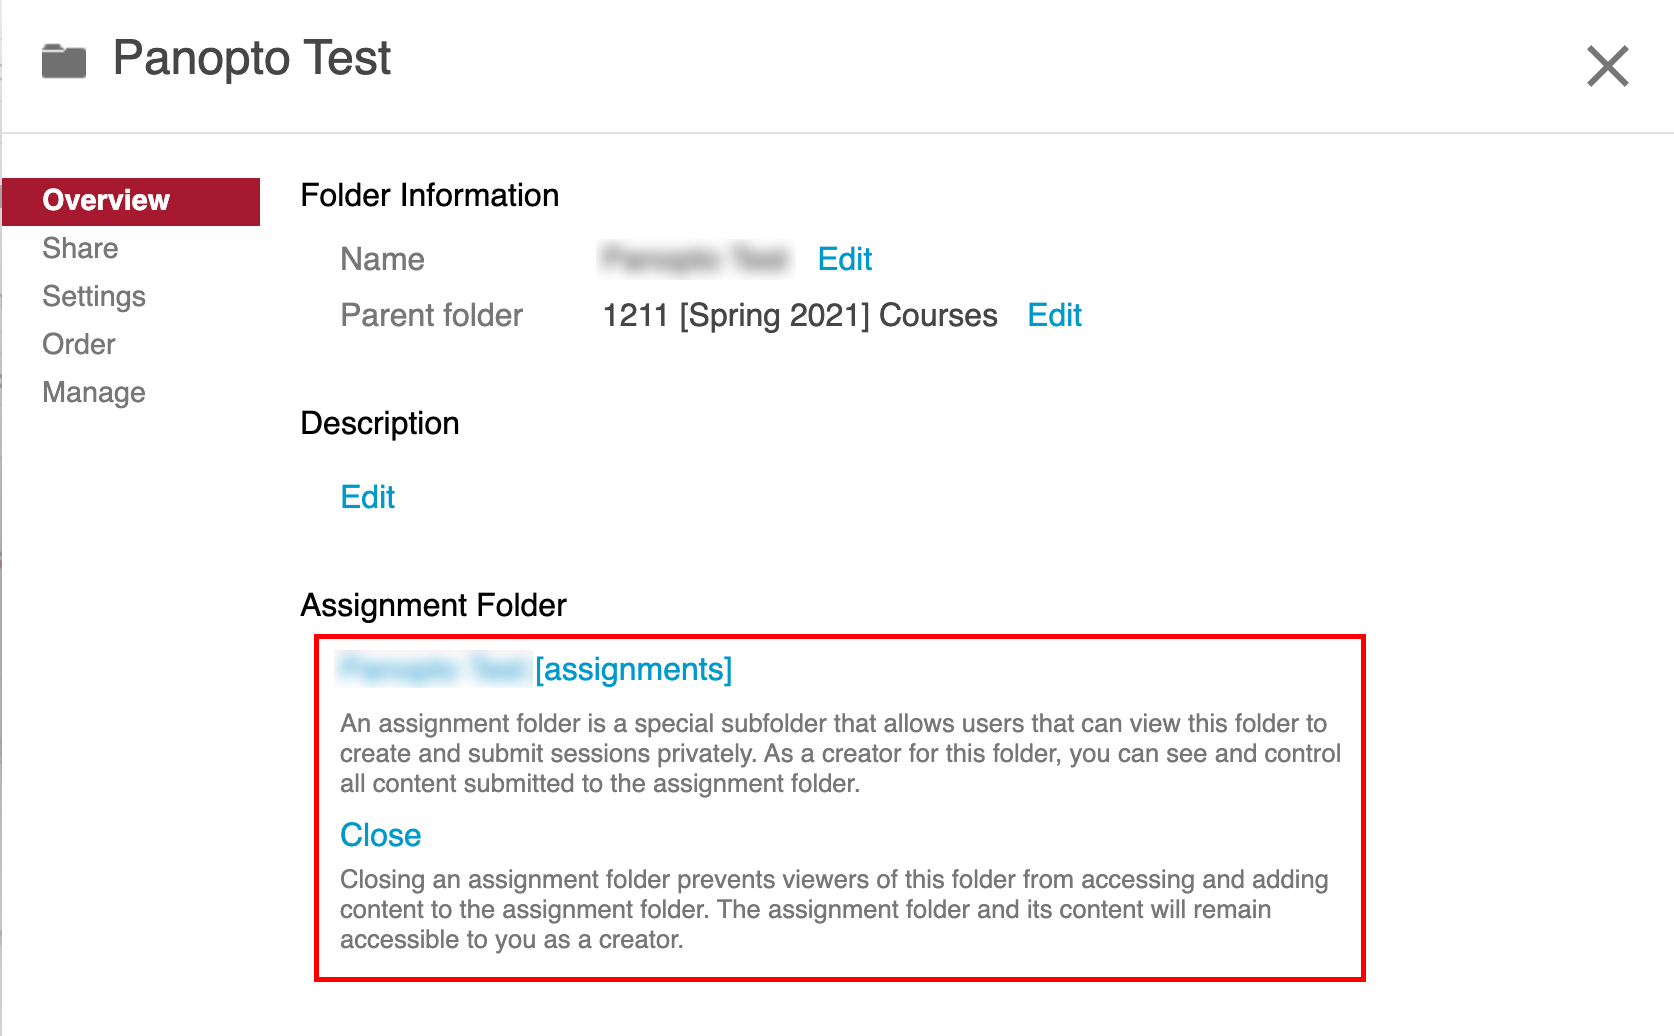 Panopto Test
Overview
Share
Settings
Order
Manage
Folder Information
Name Edit
Parent folder 1211 [Spring 2021] Courses Edit
Description
Edit
Assignment Folder
[assignments]
An assignment folder is a special subfolder that allows users that can view this folder to
create and submit sessions privately. As a creator for this folder, you can see and control
all content submitted to the assignment folder.
Close
Closing an assignment folder prevents viewers of this folder from accessing and adding
content to the assignment folder. The assignment folder and its content will remain
accessible to you as a creator.